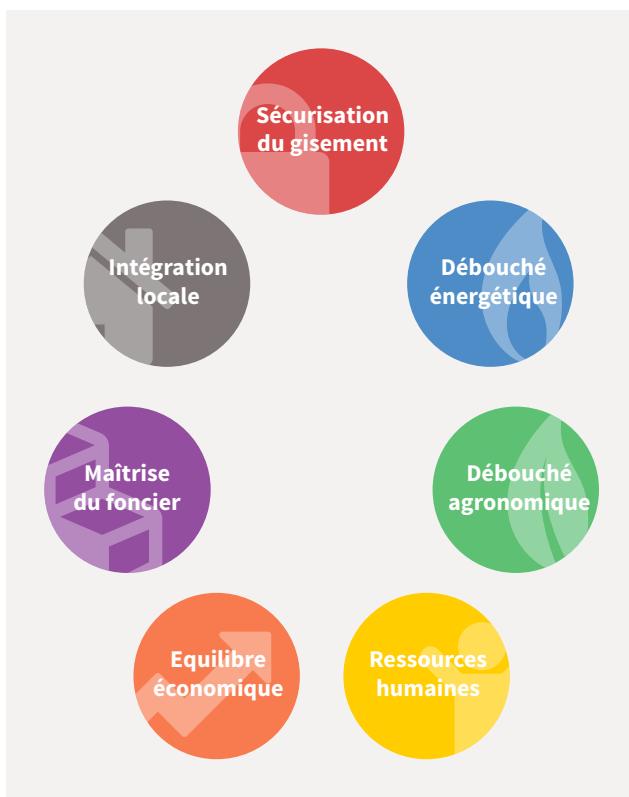 Sécurisation
du gisement
Intégration
locale
Débouché
énergétique
Maîtrise
du foncier
Débouché
agronomique
Equilibre
économique
Ressources
humaines